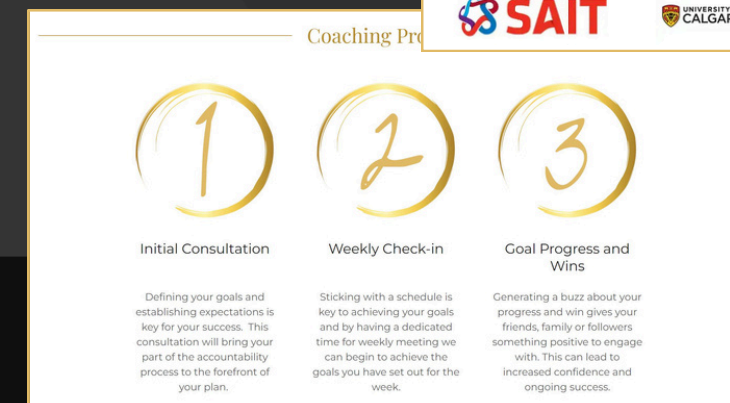 SAIT
UNIVERSITY
CALGAR
Coaching Pro
1
2
3
Initial Consultation
Weekly Check-in
Goal Progress and
Wins
Defining your goals and
establishing expectations is
key for your success. This
consultation will bring your
part of the accountability
process to the forefront of
your plan.
Sticking with a schedule is
key to achieving your goals
and by having a dedicated
time for weekly meeting we
can begin to achieve the
goals you have set out for the
week.
Generating a buzz about your
progress and win gives your
friends, family or followers
something positive to engage
with. This can lead to
increased confidence and
ongoing success.